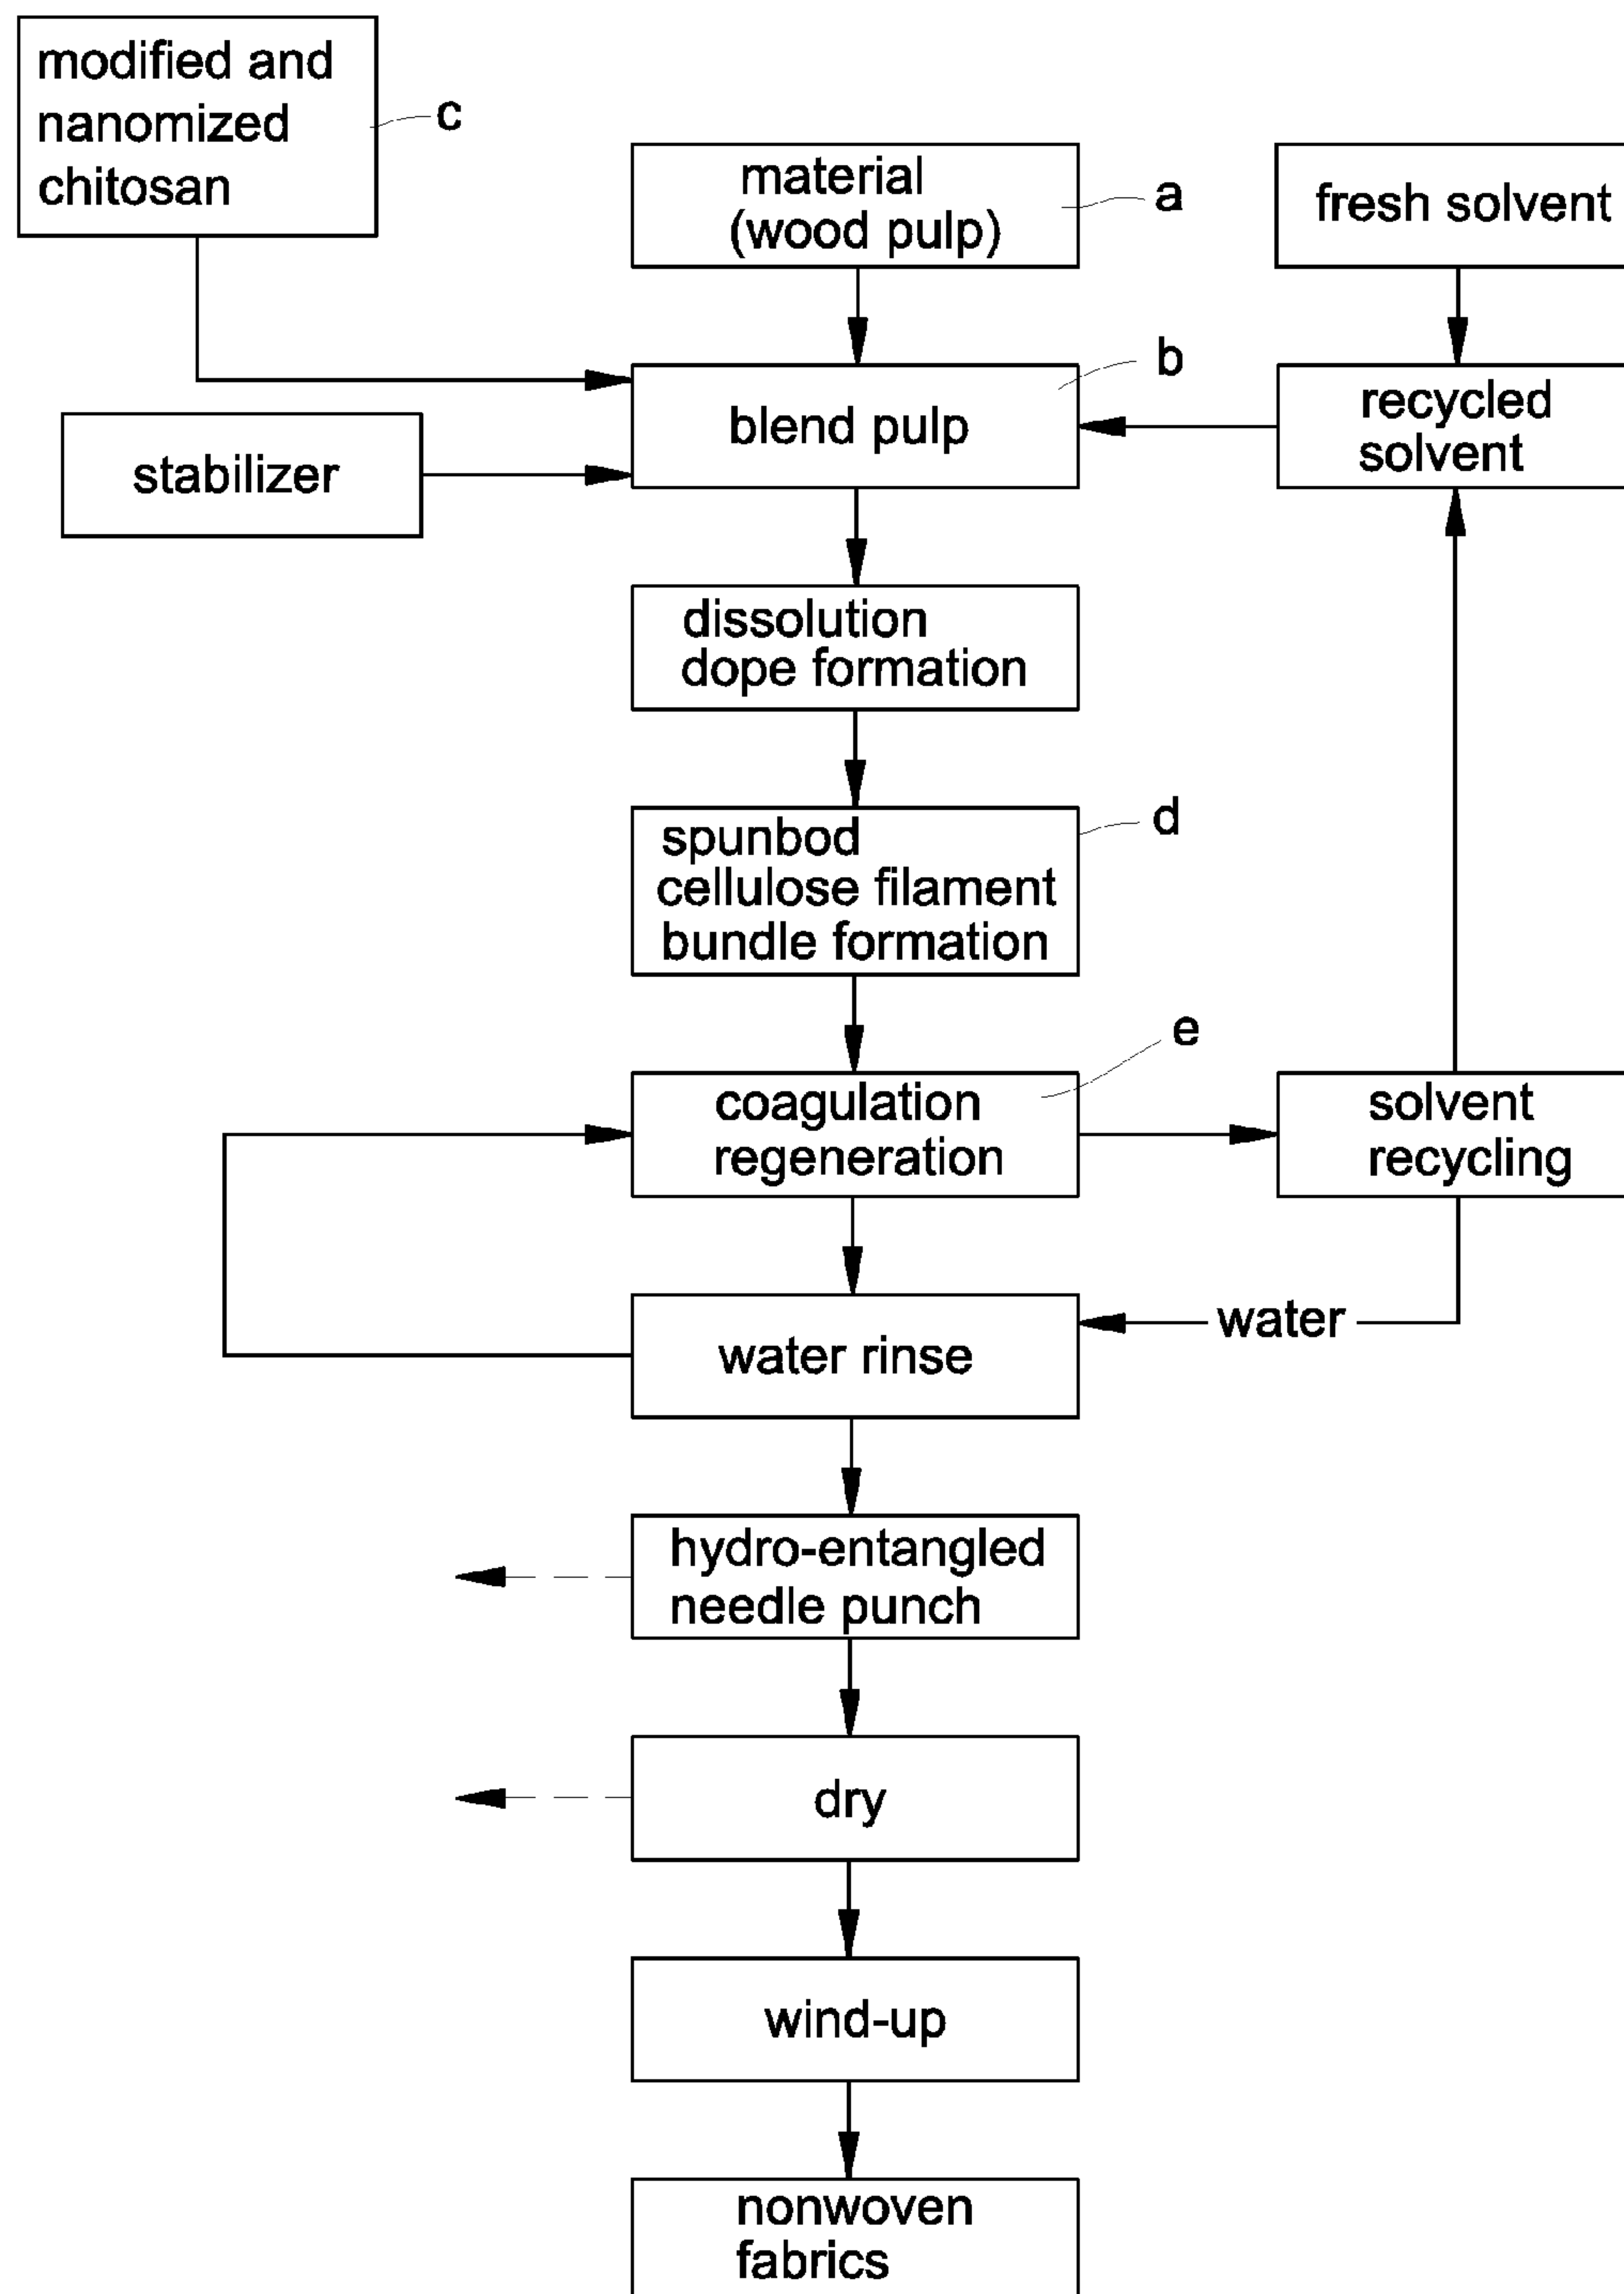 modified and
nanomized
chitosan
c
material
(wood pulp)
a
fresh solvent
b
blend pulp
recycled
solvent
stabilizer
dissolution
dope formation
spunbod
cellulose filament
bundle formation
d
coagulation
regeneration
e
solvent
recycling
water
water rinse
hydro-entangled
needle punch
dry
wind-up
nonwoven
fabrics